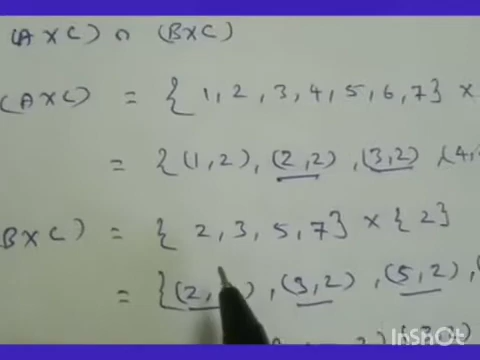 (A × C) ∩ (B × C)
(A × C) = { 1, 2, 3, 4, 5, 6, 7} ×
= {(1, 2), (2, 2), (3, 2), (4,
B × C) = { 2, 3, 5, 7} × { 2}
= {(2, ), (3, 2), (5, 2), (
InShOt